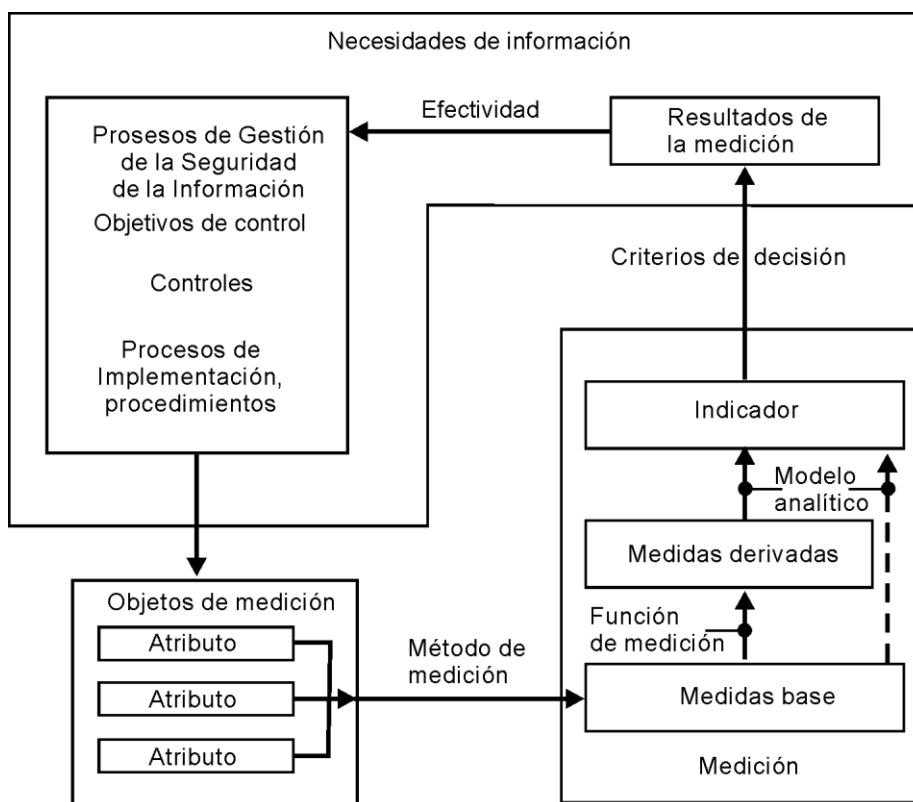 Necesidades de información
Prosesos de Gestión
de la Seguridad
de la Información
Objetivos de control
Controles
Procesos de
Implementación,
procedimientos
Efectividad
Resultados de
la medición
Criterios de decisión
Indicador
Modelo
analítico
Medidas derivadas
Función
de medición
Medidas base
Medición
Objetos de medición
Atributo
Atributo
Atributo
Método de
medición